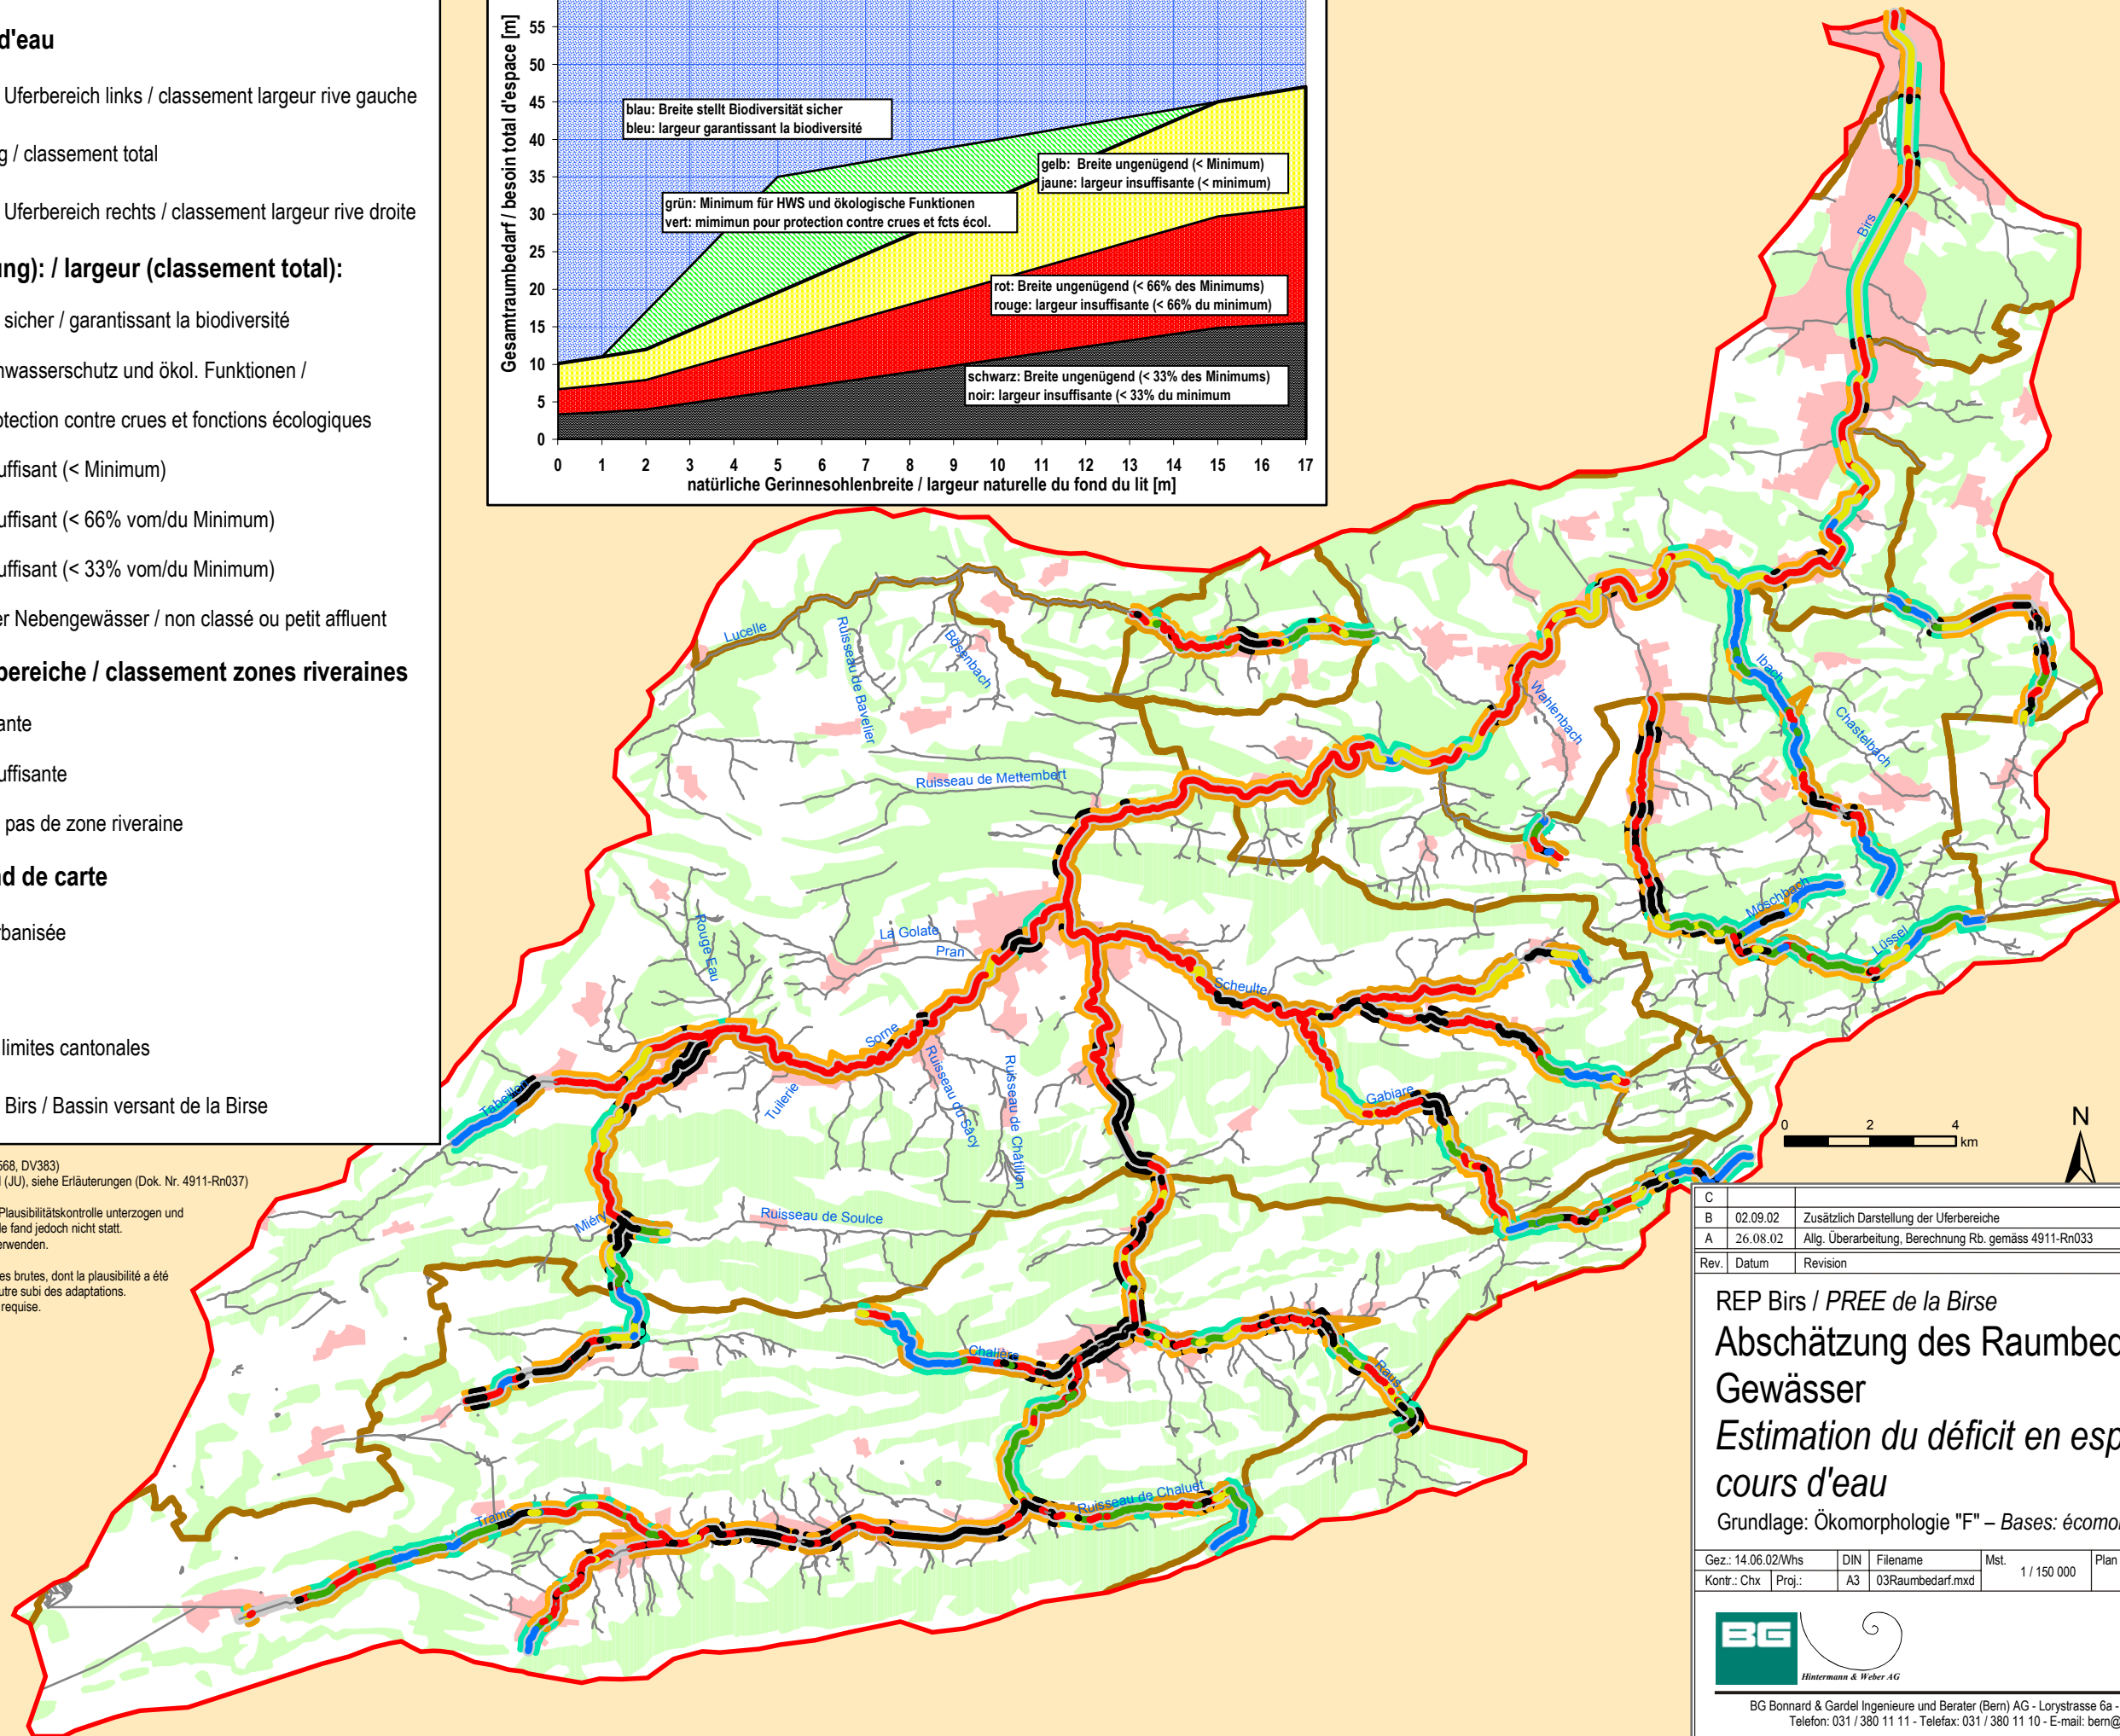 d'eau
Uferbereich links / classement largeur rive gauche
g / classement total
Uferbereich rechts / classement largeur rive droite
ung): / largeur (classement total):
sicher / garantissant la biodiversité
hwasserschutz und ökol. Funktionen /
otection contre crues et fonctions écologiques
uffisant (< Minimum)
uffisant (< 66% vom/du Minimum)
uffisant (< 33% vom/du Minimum)
er Nebengewässer / non classé ou petit affluent
bereiche / classement zones riveraines
ante
uffisante
pas de zone riveraine
nd de carte
rbanisée
limites cantonales
Birs / Bassin versant de la Birse
568, DV383)
l (JU), siehe Erläuterungen (Dok. Nr. 4911-Rn037)
Plausibilitätskontrolle unterzogen und
de fand jedoch nicht statt.
erwenden.
es brutes, dont la plausibilité a été
utre subi des adaptations.
requise.
Gesamtraumbedarf / besoin total d'espace [m]
55
50
45
40
35
30
25
20
15
10
5
0
blau: Breite stellt Biodiversität sicher
bleu: largeur garantissant la biodiversité
gelb: Breite ungenügend (< Minimum)
jaune: largeur insuffisante (< minimum)
grün: Minimum für HWS und ökologische Funktionen
vert: mimimun pour protection contre crues et fcts écol.
rot: Breite ungenügend (< 66% des Minimums)
rouge: largeur insuffisante (< 66% du minimum)
schwarz: Breite ungenügend (< 33% des Minimums)
noir: largeur insuffisante (< 33% du minimum
0 1 2 3 4 5 6 7 8 9 10 11 12 13 14 15 16 17
natürliche Gerinnesohlenbreite / largeur naturelle du fond du lit [m]
Birs
Lucelle
Ruisseau de Bavelier
Bösenbach
Ibach
Wahlenbach
Chastelbach
Ruisseau de Mettembert
Möschbach
Lüssel
Rouge Eau
La Golate
Pran
Scheulte
Sorne
Tabeillon
Tuilerie
Ruisseau du Sâcy
Ruisseau de Châtillon
Gabiare
Miéry
Ruisseau de Soulce
Chalière
Raus
Trame
Ruisseau de Chaluet
0 2 4
km
N
C
B 02.09.02 Zusätzlich Darstellung der Uferbereiche
A 26.08.02 Allg. Überarbeitung, Berechnung Rb. gemäss 4911-Rn033
Rev. Datum Revision
REP Birs / PREE de la Birse
Abschätzung des Raumbed
Gewässer
Estimation du déficit en esp
cours d'eau
Grundlage: Ökomorphologie "F" – Bases: écomo
Gez.: 14.06.02/Whs DIN Filename Mst. 1 / 150 000 Plan
Kontr.: Chx Proj.: A3 03Raumbedarf.mxd
BG
Hintermann & Weber AG
BG Bonnard & Gardel Ingenieure und Berater (Bern) AG - Lorystrasse 6a -
Telefon: 031 / 380 11 11 - Telefax: 031 / 380 11 10 - E-mail: bern@